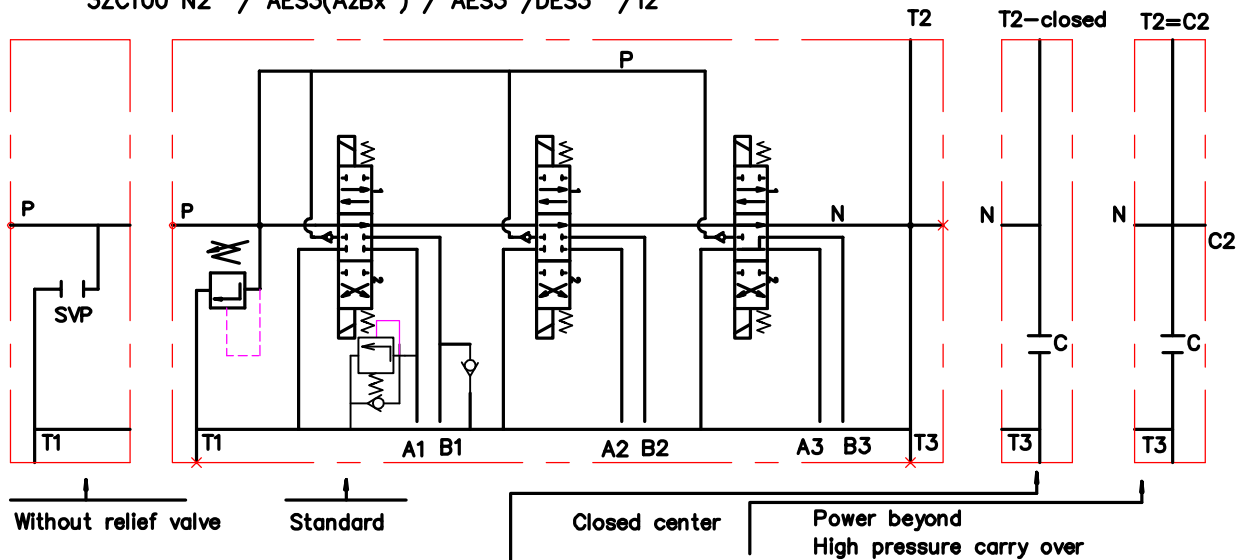 T2
T2-closed
T2=C2
P
P
P
N
N
N
C2
SVP
C
C
T1
T1
A1 B1
A2 B2
A3 B3
T3
T3
T3
Without relief valve
Standard
Closed center
Power beyond
High pressure carry over